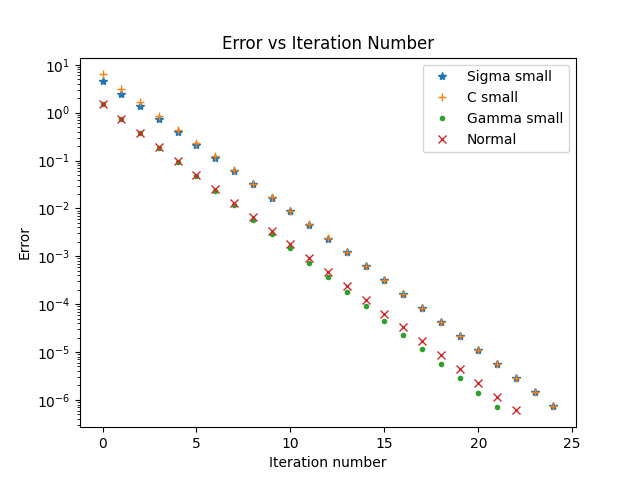 Error vs Iteration Number
Error
10¹
10⁰
10⁻¹
10⁻²
10⁻³
10⁻⁴
10⁻⁵
10⁻⁶
Sigma small
C small
Gamma small
Normal
0 5 10 15 20 25
Iteration number